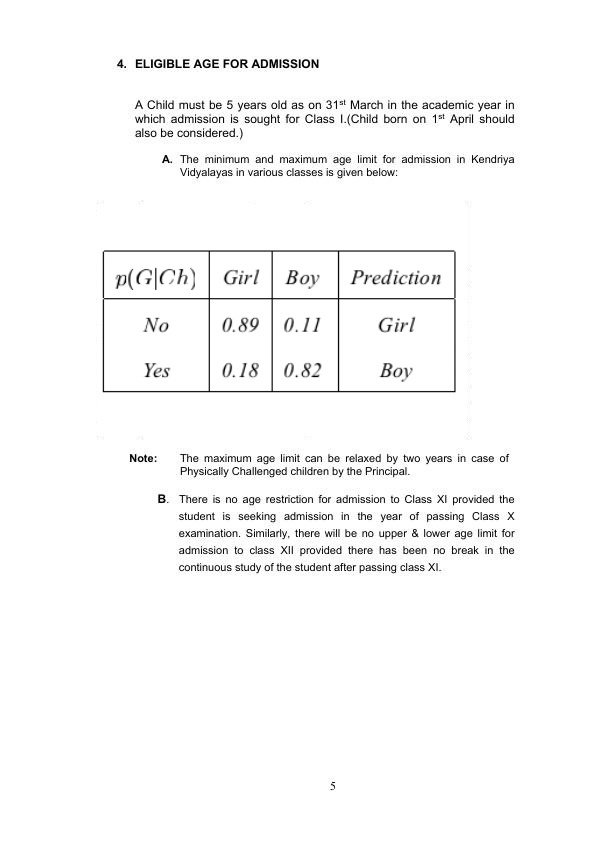 4. ELIGIBLE AGE FOR ADMISSION
A Child must be 5 years old as on 31st March in the academic year in
which admission is sought for Class I.(Child born on 1st April should
also be considered.)
A. The minimum and maximum age limit for admission in Kendriya
Vidyalayas in various classes is given below:
p(G|Ch) Girl Boy Prediction
No 0.89 0.11 Girl
Yes 0.18 0.82 Boy
Note: The maximum age limit can be relaxed by two years in case of
Physically Challenged children by the Principal.
B. There is no age restriction for admission to Class XI provided the
student is seeking admission in the year of passing Class X
examination. Similarly, there will be no upper & lower age limit for
admission to class XII provided there has been no break in the
continuous study of the student after passing class XI.
5